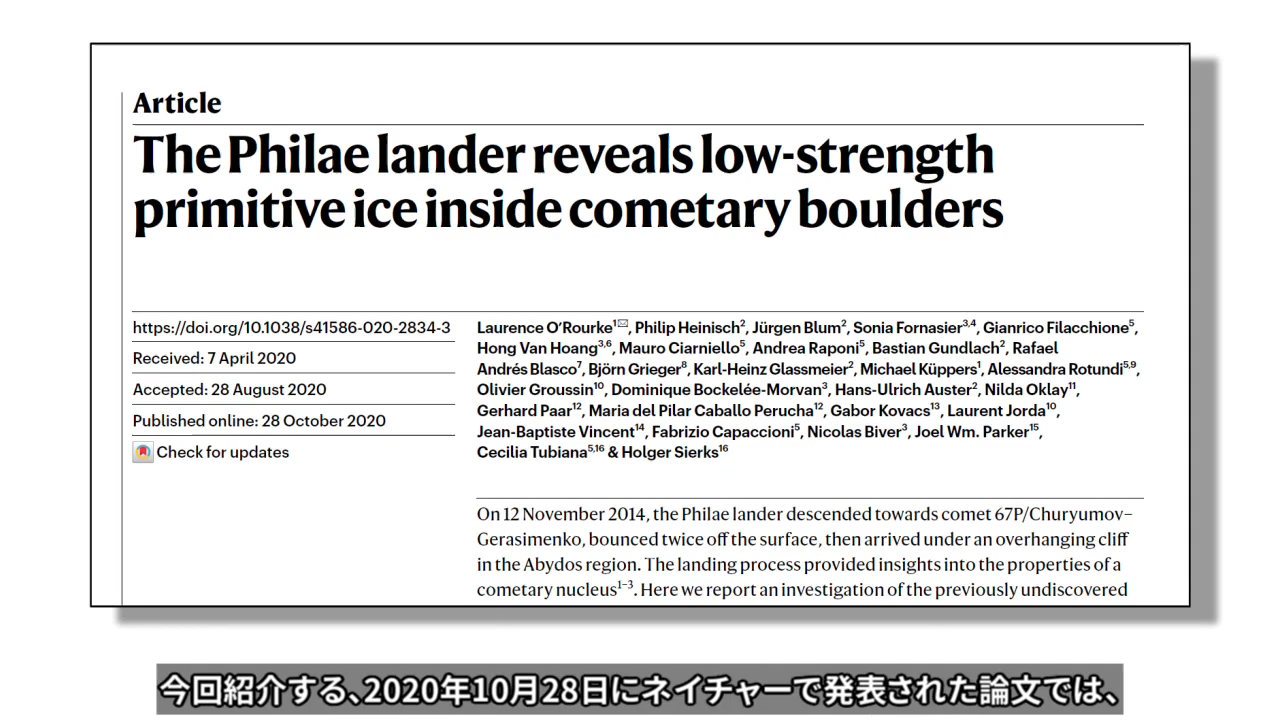 Article
The Philae lander reveals low-strength
primitive ice inside cometary boulders
https://doi.org/10.1038/s41586-020-2834-3
Received: 7 April 2020
Accepted: 28 August 2020
Published online: 28 October 2020
Check for updates
Laurence O’Rourke1✉, Philip Heinisch2, Jürgen Blum2, Sonia Fornasier3,4, Gianrico Filacchione5,
Hong Van Hoang3,6, Mauro Ciarniello5, Andrea Raponi5, Bastian Gundlach2, Rafael
Andrés Blasco7, Björn Grieger8, Karl-Heinz Glassmeier2, Michael Küppers1, Alessandra Rotundi5,9,
Olivier Groussin10, Dominique Bockelée-Morvan3, Hans-Ulrich Auster2, Nilda Oklay11,
Gerhard Paar12, Maria del Pilar Caballo Perucha12, Gabor Kovacs13, Laurent Jorda10,
Jean-Baptiste Vincent14, Fabrizio Capaccioni5, Nicolas Biver3, Joel Wm. Parker15,
Cecilia Tubiana5,16 & Holger Sierks16
On 12 November 2014, the Philae lander descended towards comet 67P/Churyumov–
Gerasimenko, bounced twice off the surface, then arrived under an overhanging cliff
in the Abydos region. The landing process provided insights into the properties of a
cometary nucleus1–3. Here we report an investigation of the previously undiscovered
今回紹介する、2020年10月28日にネイチャーで発表された論文では、